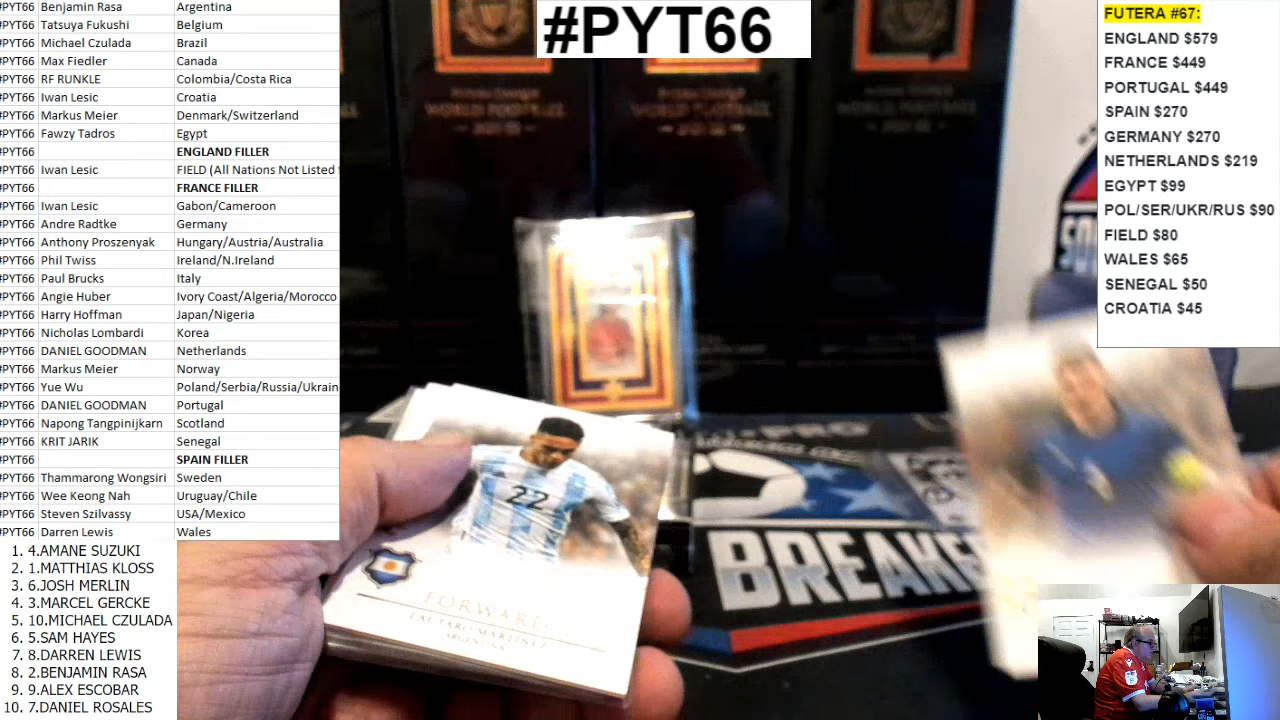 #PYT66 Benjamin Rasa Argentina
#PYT66 Tatsuya Fukushi Belgium
#PYT66 Michael Czulada Brazil
#PYT66 Max Fiedler Canada
#PYT66 RF RUNKLE Colombia/Costa Rica
#PYT66 Iwan Lesic Croatia
#PYT66 Markus Meier Denmark/Switzerland
#PYT66 Fawzy Tadros Egypt
#PYT66 ENGLAND FILLER
#PYT66 Iwan Lesic FIELD (All Nations Not Listed
#PYT66 FRANCE FILLER
#PYT66 Iwan Lesic Gabon/Cameroon
#PYT66 Andre Radtke Germany
#PYT66 Anthony Proszenyak Hungary/Austria/Australia
#PYT66 Phil Twiss Ireland/N.Ireland
#PYT66 Paul Brucks Italy
#PYT66 Angie Huber Ivory Coast/Algeria/Morocco
#PYT66 Harry Hoffman Japan/Nigeria
#PYT66 Nicholas Lombardi Korea
#PYT66 DANIEL GOODMAN Netherlands
#PYT66 Markus Meier Norway
#PYT66 Yue Wu Poland/Serbia/Russia/Ukrain
#PYT66 DANIEL GOODMAN Portugal
#PYT66 Napong Tangpinijkarn Scotland
#PYT66 KRIT JARIK Senegal
#PYT66 SPAIN FILLER
#PYT66 Thammarong Wongsiri Sweden
#PYT66 Wee Keong Nah Uruguay/Chile
#PYT66 Steven Szilvassy USA/Mexico
#PYT66 Darren Lewis Wales
1. 4.AMANE SUZUKI
2. 1.MATTHIAS KLOSS
3. 6.JOSH MERLIN
4. 3.MARCEL GERCKE
5. 10.MICHAEL CZULADA
6. 5.SAM HAYES
7. 8.DARREN LEWIS
8. 2.BENJAMIN RASA
9. 9.ALEX ESCOBAR
10. 7.DANIEL ROSALES
#PYT66
FUTERA #67:
ENGLAND $579
FRANCE $449
PORTUGAL $449
SPAIN $270
GERMANY $270
NETHERLANDS $219
EGYPT $99
POL/SER/UKR/RUS $90
FIELD $80
WALES $65
SENEGAL $50
CROATIA $45
WORLD FOOTBALL
22
FORWARD
LAUTARO MARTINEZ
ARGENTINA
BREAKE